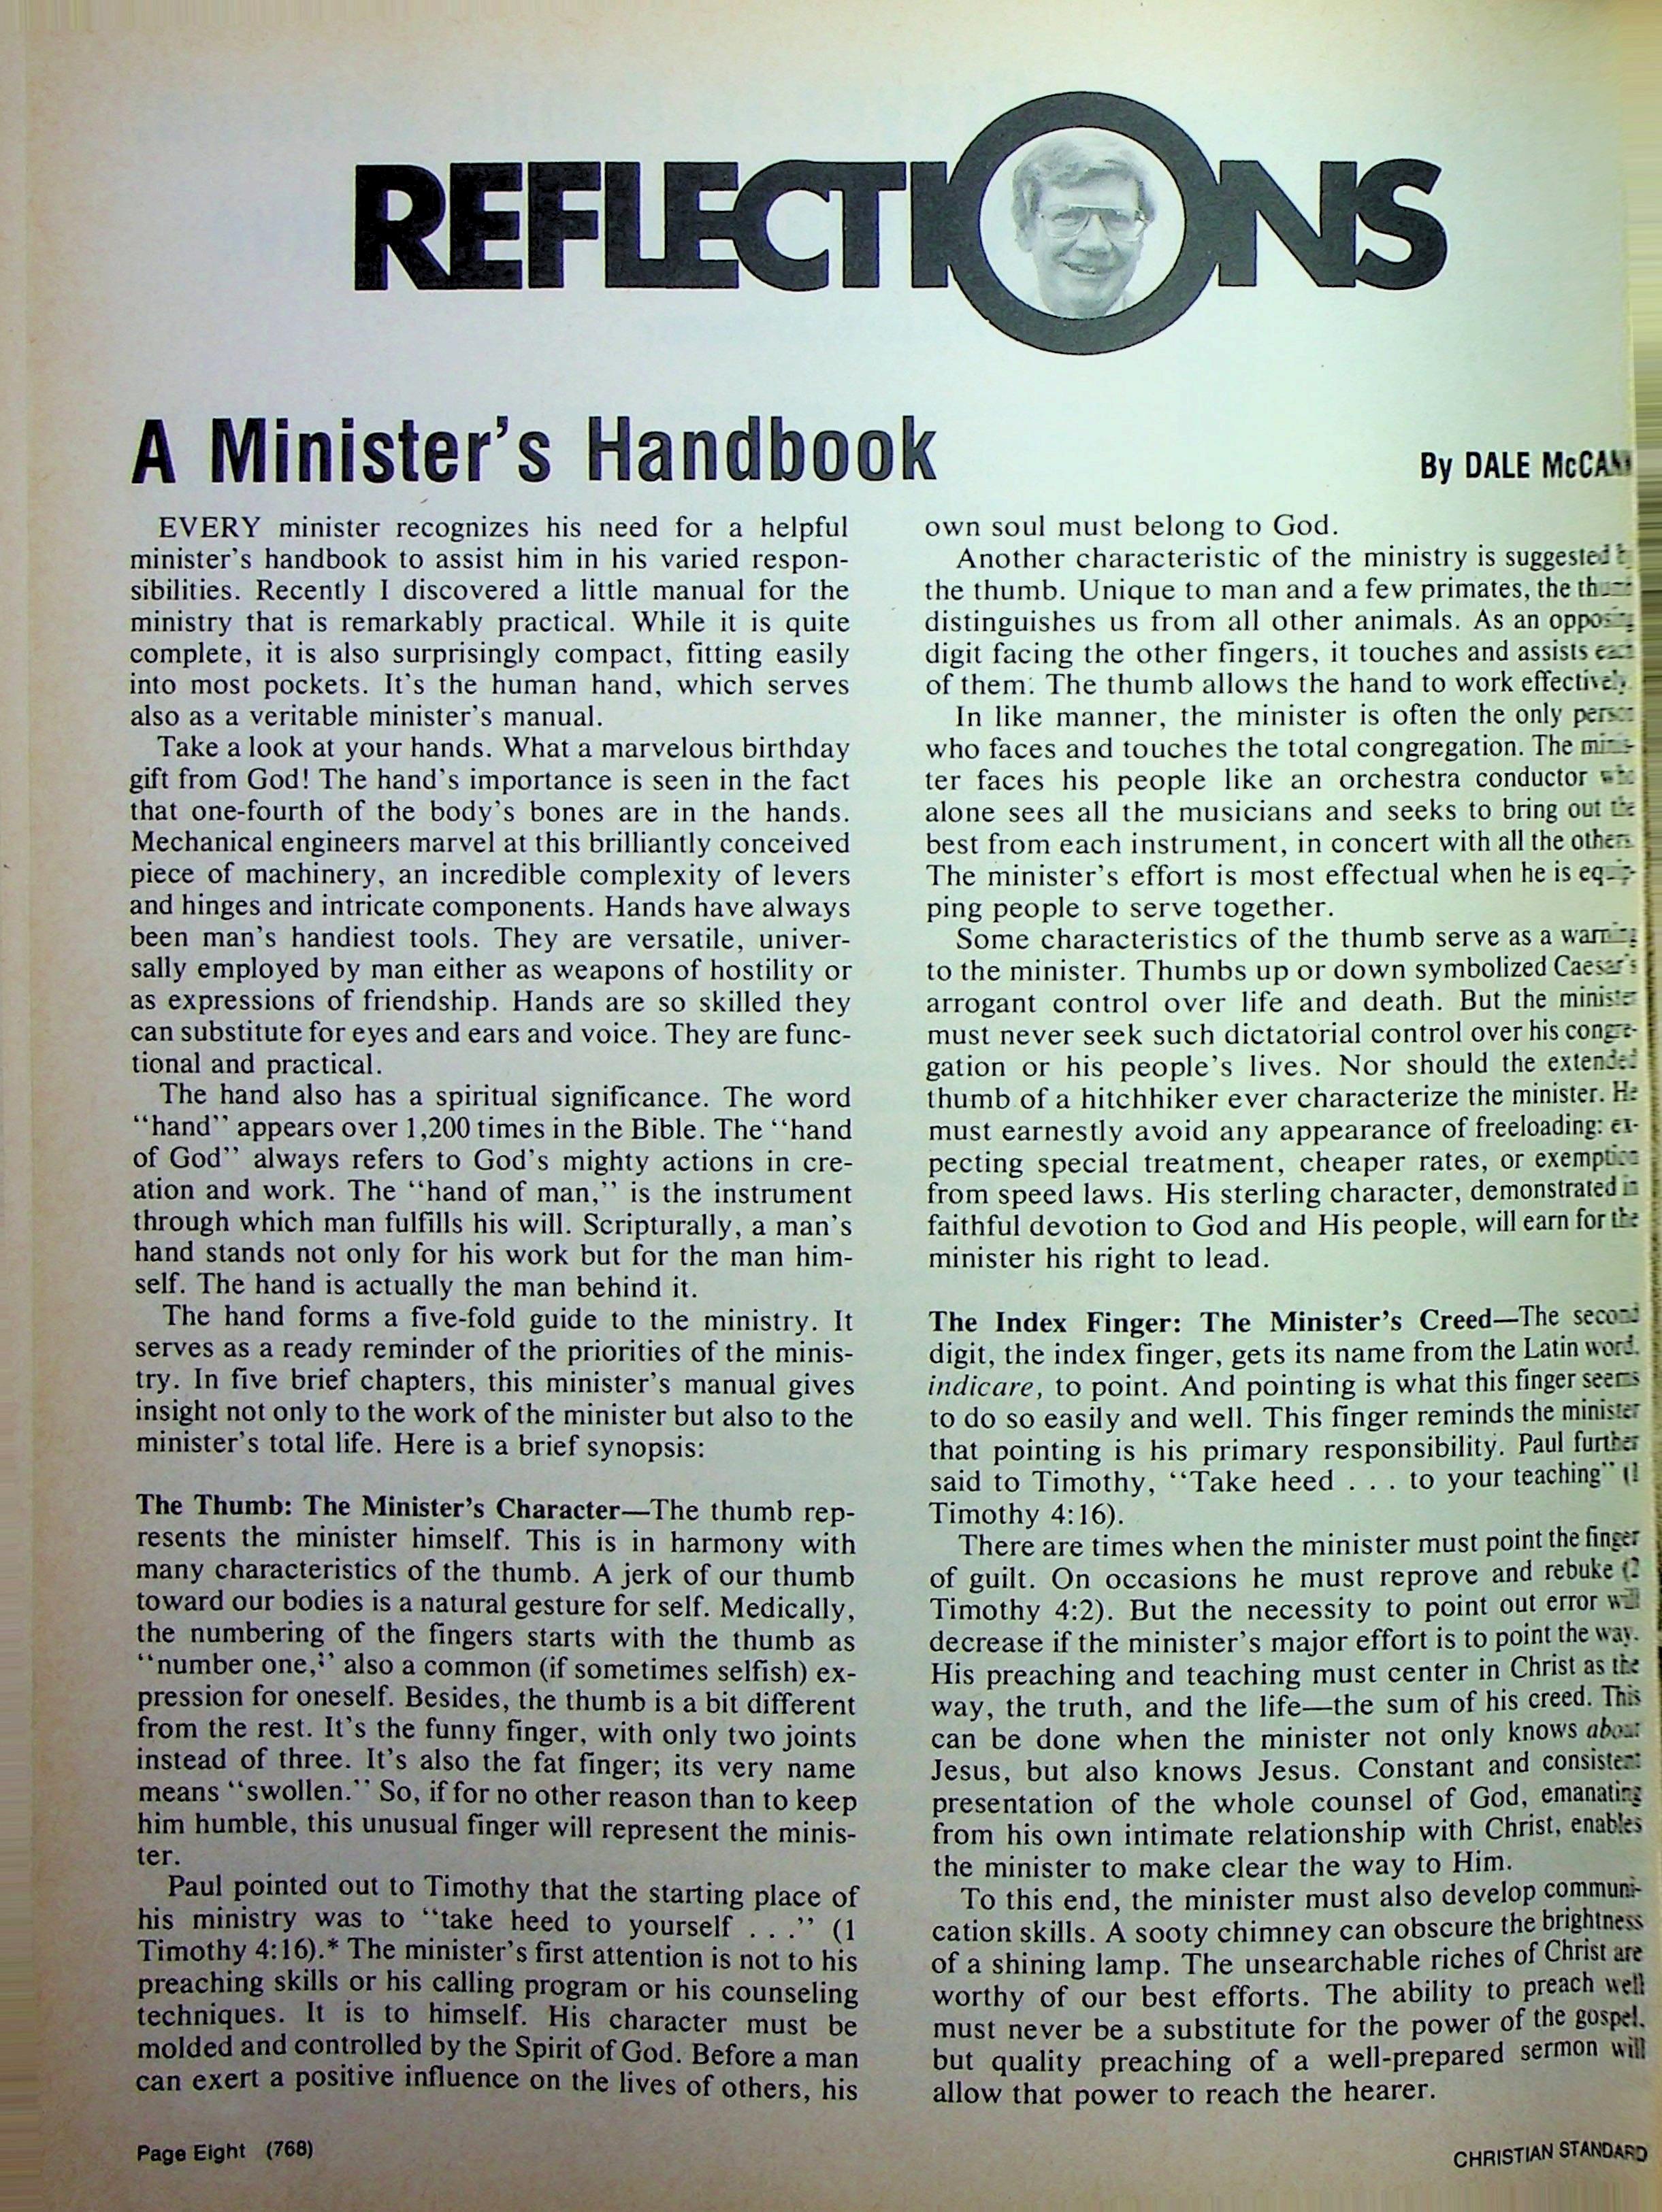 REFLECTIONS
A Minister's Handbook
By DALE McCANN
EVERY minister recognizes his need for a helpful
minister's handbook to assist him in his varied respon-
sibilities. Recently I discovered a little manual for the
ministry that is remarkably practical. While it is quite
complete, it is also surprisingly compact, fitting easily
into most pockets. It's the human hand, which serves
also as a veritable minister's manual.
Take a look at your hands. What a marvelous birthday
gift from God! The hand's importance is seen in the fact
that one-fourth of the body's bones are in the hands.
Mechanical engineers marvel at this brilliantly conceived
piece of machinery, an incredible complexity of levers
and hinges and intricate components. Hands have always
been man's handiest tools. They are versatile, univer-
sally employed by man either as weapons of hostility or
as expressions of friendship. Hands are so skilled they
can substitute for eyes and ears and voice. They are func-
tional and practical.
The hand also has a spiritual significance. The word
"hand" appears over 1,200 times in the Bible. The "hand
of God" always refers to God's mighty actions in cre-
ation and work. The "hand of man," is the instrument
through which man fulfills his will. Scripturally, a man's
hand stands not only for his work but for the man him-
self. The hand is actually the man behind it.
The hand forms a five-fold guide to the ministry. It
serves as a ready reminder of the priorities of the minis-
try. In five brief chapters, this minister's manual gives
insight not only to the work of the minister but also to the
minister's total life. Here is a brief synopsis:
The Thumb: The Minister's Character—The thumb rep-
resents the minister himself. This is in harmony with
many characteristics of the thumb. A jerk of our thumb
toward our bodies is a natural gesture for self. Medically,
the numbering of the fingers starts with the thumb as
"number one," also a common (if sometimes selfish) ex-
pression for oneself. Besides, the thumb is a bit different
from the rest. It's the funny finger, with only two joints
instead of three. It's also the fat finger; its very name
means "swollen." So, if for no other reason than to keep
him humble, this unusual finger will represent the minis-
ter.
Paul pointed out to Timothy that the starting place of
his ministry was to "take heed to yourself . . ." (1
Timothy 4:16).* The minister's first attention is not to his
preaching skills or his calling program or his counseling
techniques. It is to himself. His character must be
molded and controlled by the Spirit of God. Before a man
can exert a positive influence on the lives of others, his
own soul must belong to God.
Another characteristic of the ministry is suggested by
the thumb. Unique to man and a few primates, the thumb
distinguishes us from all other animals. As an opposing
digit facing the other fingers, it touches and assists each
of them. The thumb allows the hand to work effectively.
In like manner, the minister is often the only person
who faces and touches the total congregation. The minis-
ter faces his people like an orchestra conductor who
alone sees all the musicians and seeks to bring out the
best from each instrument, in concert with all the others.
The minister's effort is most effectual when he is equip-
ping people to serve together.
Some characteristics of the thumb serve as a warning
to the minister. Thumbs up or down symbolized Caesar's
arrogant control over life and death. But the minister
must never seek such dictatorial control over his congre-
gation or his people's lives. Nor should the extended
thumb of a hitchhiker ever characterize the minister. He
must earnestly avoid any appearance of freeloading: ex-
pecting special treatment, cheaper rates, or exemption
from speed laws. His sterling character, demonstrated in
faithful devotion to God and His people, will earn for the
minister his right to lead.
The Index Finger: The Minister's Creed—The second
digit, the index finger, gets its name from the Latin word,
indicare, to point. And pointing is what this finger seems
to do so easily and well. This finger reminds the minister
that pointing is his primary responsibility. Paul further
said to Timothy, "Take heed . . . to your teaching" (1
Timothy 4:16).
There are times when the minister must point the finger
of guilt. On occasions he must reprove and rebuke (2
Timothy 4:2). But the necessity to point out error will
decrease if the minister's major effort is to point the way.
His preaching and teaching must center in Christ as the
way, the truth, and the life—the sum of his creed. This
can be done when the minister not only knows about
Jesus, but also knows Jesus. Constant and consistent
presentation of the whole counsel of God, emanating
from his own intimate relationship with Christ, enables
the minister to make clear the way to Him.
To this end, the minister must also develop communi-
cation skills. A sooty chimney can obscure the brightness
of a shining lamp. The unsearchable riches of Christ are
worthy of our best efforts. The ability to preach well
must never be a substitute for the power of the gospel,
but quality preaching of a well-prepared sermon will
allow that power to reach the hearer.
Page Eight (768)
CHRISTIAN STANDARD